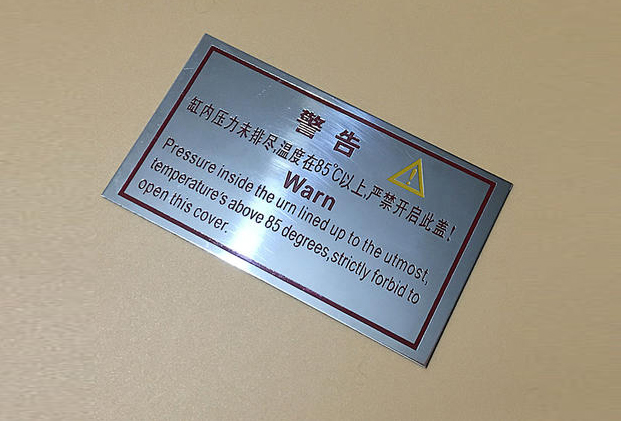 警告
缸内压力未排尽,温度在85℃以上,严禁开启此盖!
Warn
Pressure inside the urn lined up to the utmost,
temperature's above 85 degrees,strictly forbid to
open this cover.